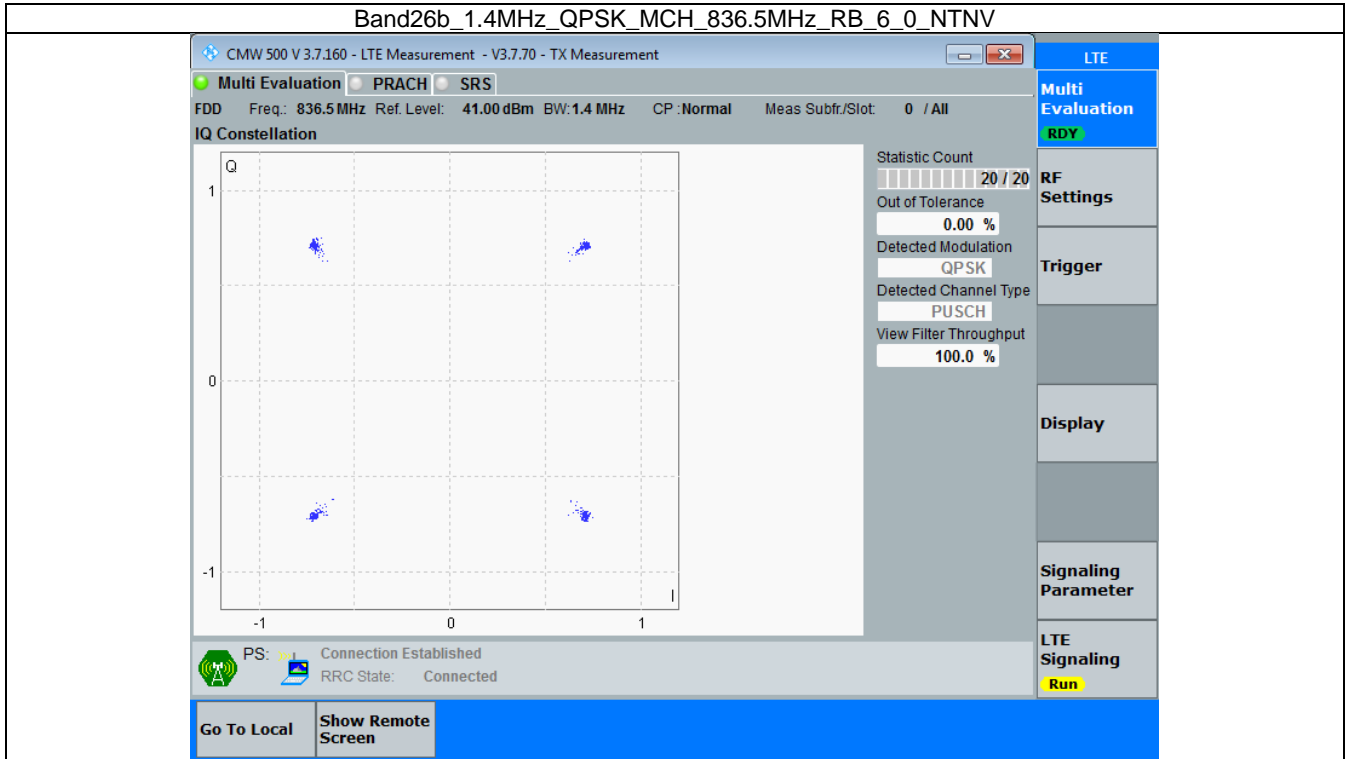 Band26b_1.4MHz_QPSK_MCH_836.5MHz_RB_6_0_NTNV
CMW 500 V 3.7.160 - LTE Measurement - V3.7.70 - TX Measurement
LTE
Multi Evaluation PRACH SRS
FDD Freq.: 836.5 MHz Ref. Level: 41.00 dBm BW: 1.4 MHz CP : Normal Meas Subfr./Slot: 0 / All
IQ Constellation
Multi
Evaluation
RDY
Q
1
0
-1
I
-1 0 1
Statistic Count
20 / 20
Out of Tolerance
0.00 %
Detected Modulation
QPSK
Detected Channel Type
PUSCH
View Filter Throughput
100.0 %
RF
Settings
Trigger
Display
Signaling
Parameter
LTE
Signaling
Run
PS: Connection Established
RRC State: Connected
Go To Local
Show Remote
Screen